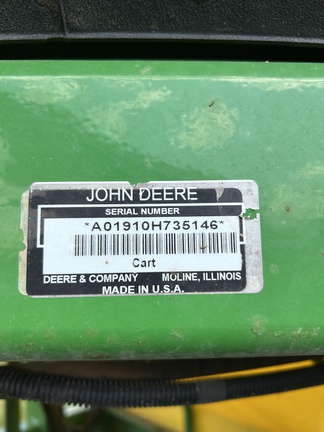 JOHN DEERE
SERIAL NUMBER
*A01910H735146*
Cart
DEERE & COMPANY MOLINE, ILLINOIS
MADE IN U.S.A.